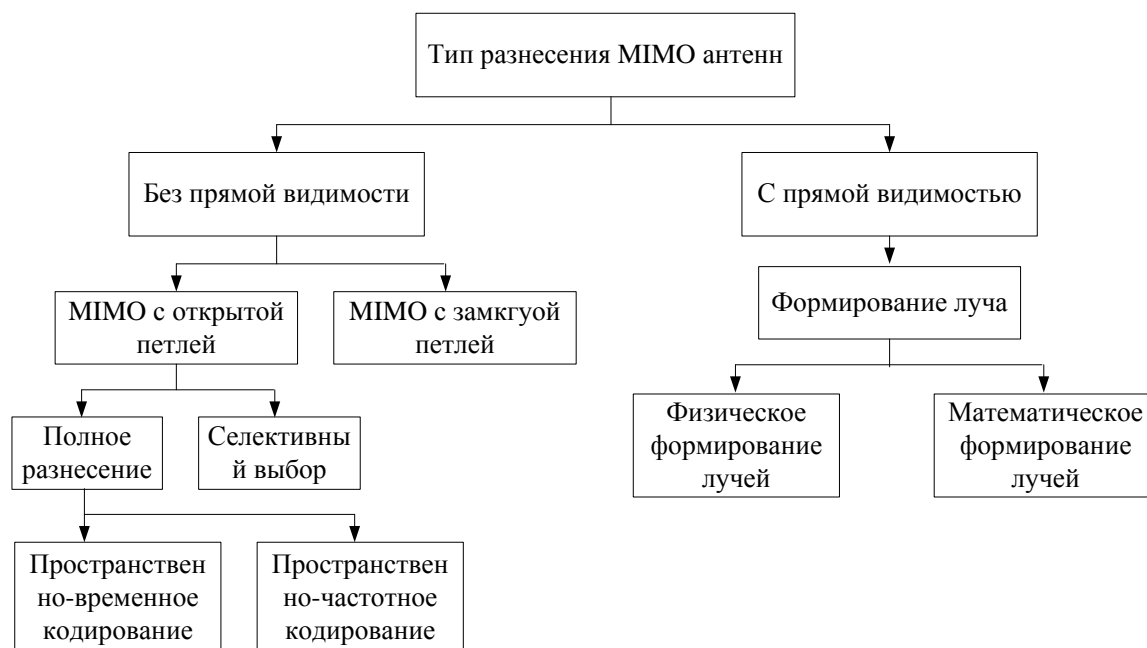 Тип разнесения MIMO антенн
Без прямой видимости
С прямой видимостью
MIMO с открытой
петлей
MIMO с замкгуой
петлей
Формирование луча
Полное
разнесение
Селективны
й выбор
Физическое
формирование
лучей
Математическое
формирование
лучей
Пространствен
но-временное
кодирование
Пространствен
но-частотное
кодирование